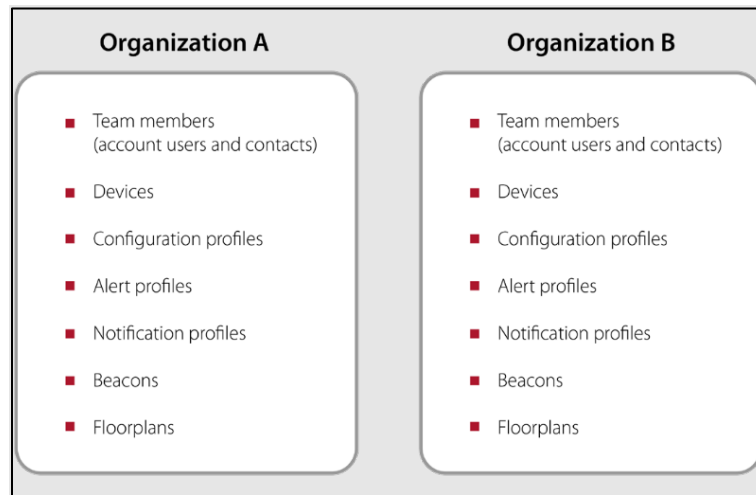 Organization A
Team members
(account users and contacts)
Devices
Configuration profiles
Alert profiles
Notification profiles
Beacons
Floorplans
Organization B
Team members
(account users and contacts)
Devices
Configuration profiles
Alert profiles
Notification profiles
Beacons
Floorplans